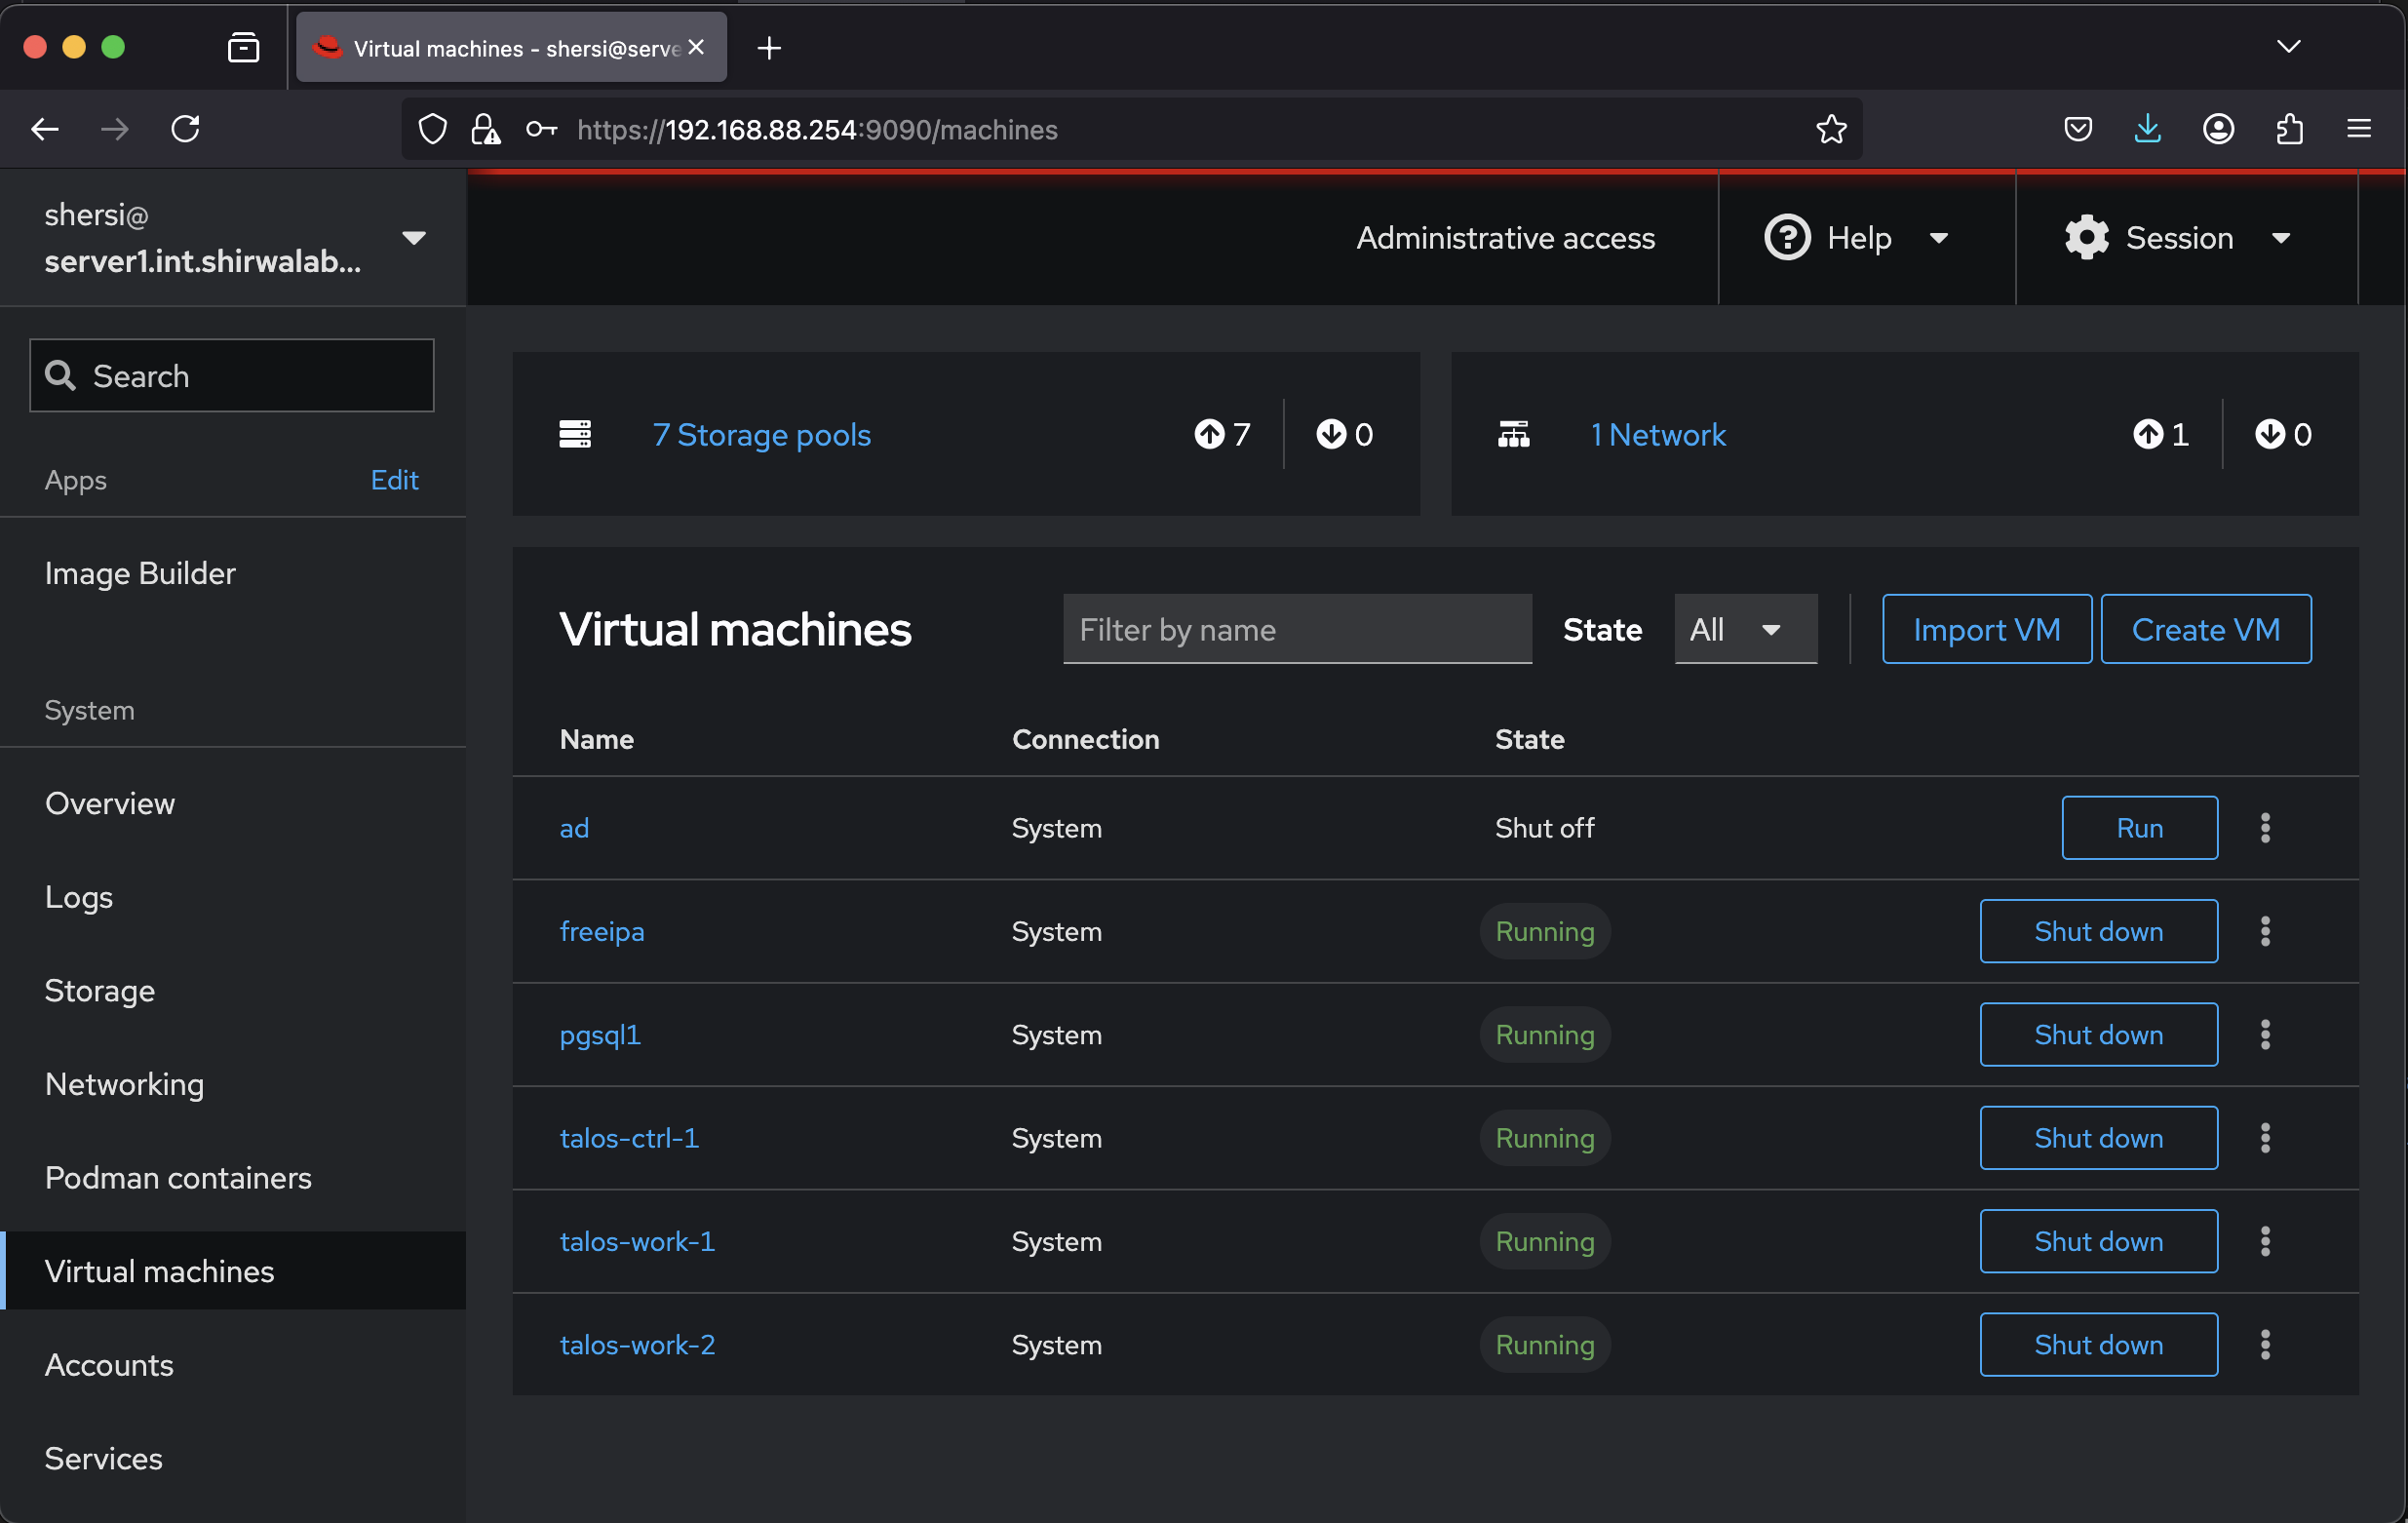 Virtual machines - shersi@serve
https://192.168.88.254:9090/machines
shersi@
server1.int.shirwalab...
Administrative access
Help
Session
Search
Apps
Edit
Image Builder
System
Overview
Logs
Storage
Networking
Podman containers
Virtual machines
Accounts
Services
7 Storage pools
7
0
1 Network
1
0
Virtual machines
Filter by name
State
All
Import VM
Create VM
Name Connection State
ad System Shut off Run
freeipa System Running Shut down
pgsql1 System Running Shut down
talos-ctrl-1 System Running Shut down
talos-work-1 System Running Shut down
talos-work-2 System Running Shut down